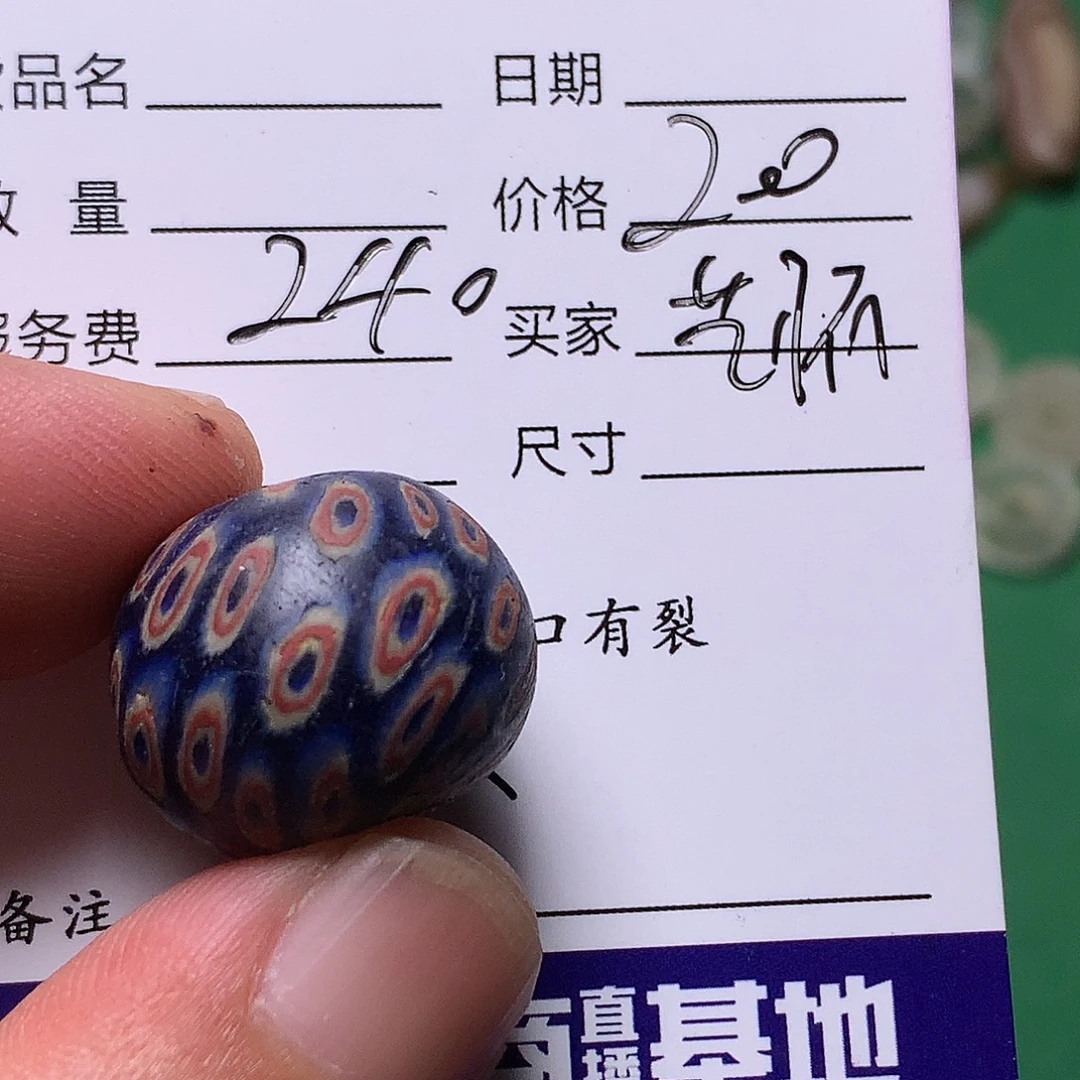 品名 日期
量 价格 20
务费 240 买家
尺寸
口有裂
备注
直播基地